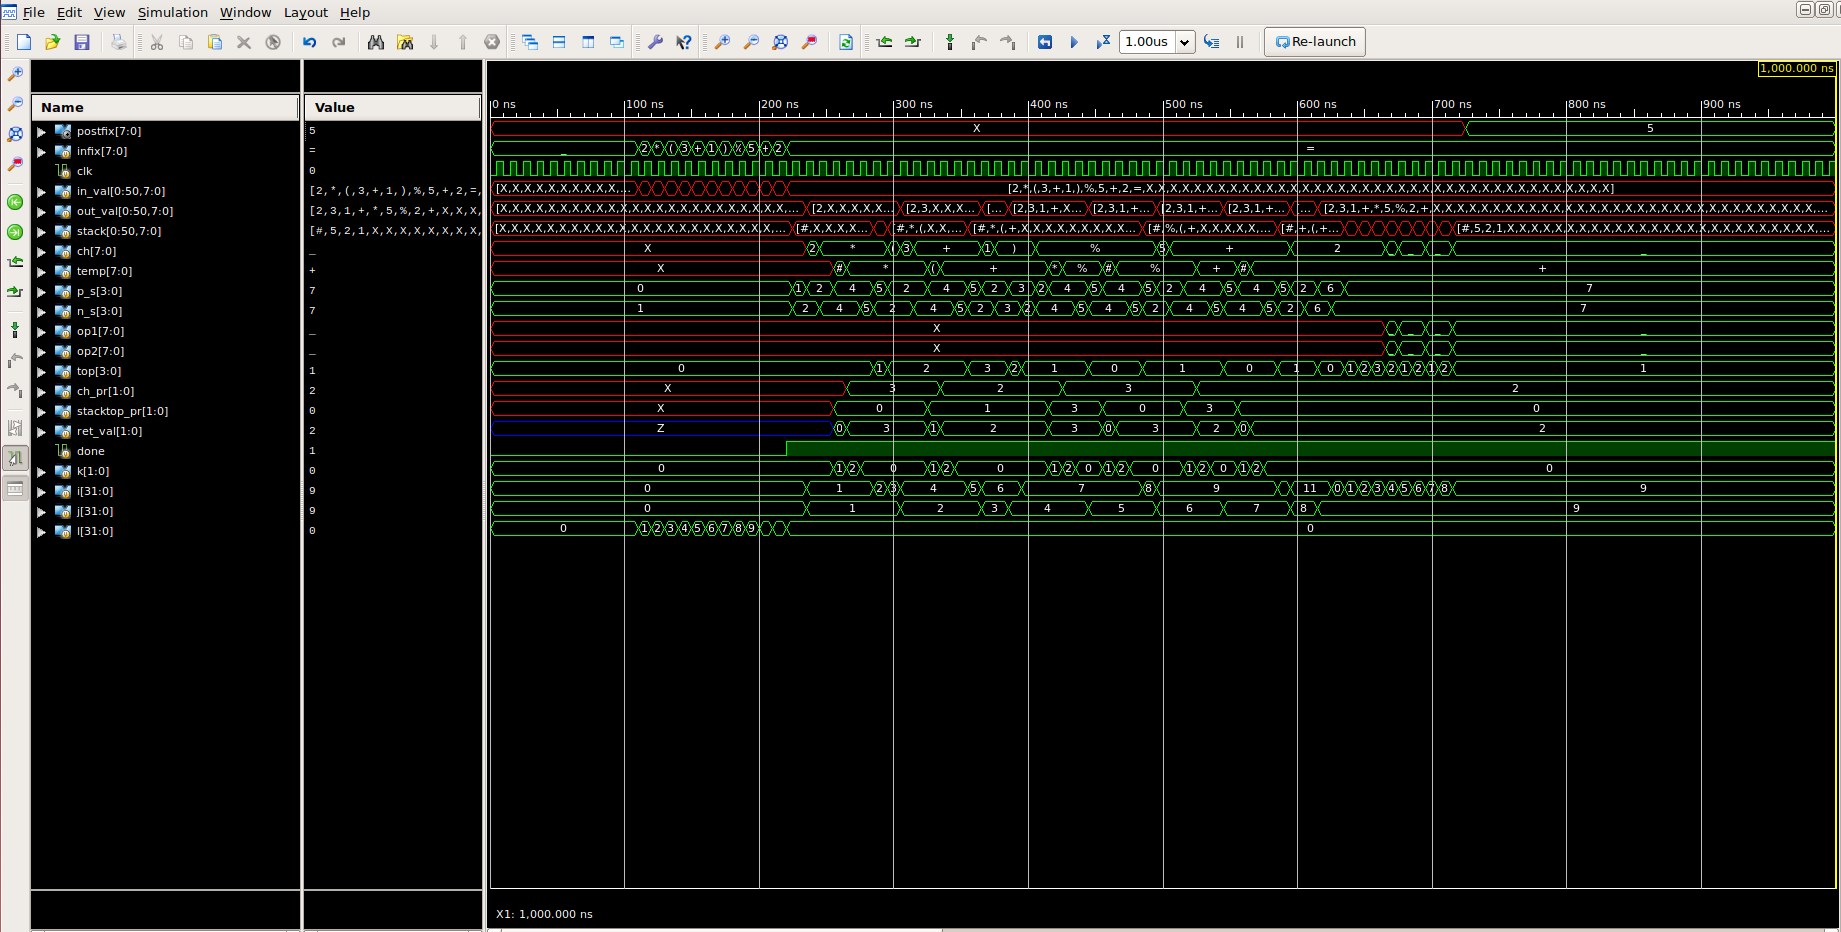 File Edit View Simulation Window Layout Help
1.00us Re-launch
1,000.000 ns
Name Value
0 ns 100 ns 200 ns 300 ns 400 ns 500 ns 600 ns 700 ns 800 ns 900 ns
postfix[7:0] 5 X 5
infix[7:0] = _ 2 * ( 3 + 1 ) % 5 + 2 =
clk 0
in_val[0:50,7:0] [2,*,(,3,+,1,),%,5,+,2,=, [X,X,X,X,X,X,X,X,X,... [2,*,(,3,+,1,),%,5,+,2,=,X,X,X,X,X,X,X,X,X,X,X,X,X,X,X,X,X,X,X,X,X,X,X,X,X,X,X,X,X,X,X,X,X,X,X,X,X,X,X]
out_val[0:50,7:0] [2,3,1,+,*,5,%,2,+,X,X,X, [X,X,X,X,X,X,X,X,X,X,X,X,X,X,X,X,X,X,X,X,X,X,... [2,X,X,X,X,X... [2,3,X,X,X... [... [2,3,1,+,X... [2,3,1,+... [2,3,1,+... [2,3,1,+... ... [2,3,1,+,*,5,%,2,+,X,X,X,X,X,X,X,X,X,X,X,X,X,X,X,X,X,X,X,X,X,X,X,X,X,...
stack[0:50,7:0] [#,5,2,1,X,X,X,X,X,X,X,X, [X,X,X,X,X,X,X,X,X,X,X,X,X,X,X,X,X,X,X,X,X,... [#,X,X,X,X... [#,*,(,X,X... [#,*,(,+,X,X,X,X,X,X,X,X... [#,%,(,+,X,X,X,X,X... [#,+,(,+... [#,5,2,1,X,X,X,X,X,X,X,X,X,X,X,X,X,X,X,X,X,X,X,X,X,X,X,X,...
ch[7:0] _ X 2 * ( 3 + 1 ) % 5 + 2 _ _ _ _
temp[7:0] + X # * ( + * % # % + # +
p_s[3:0] 7 0 1 2 4 5 2 4 5 2 3 2 4 5 4 5 2 4 5 4 5 2 6 7
n_s[3:0] 7 1 2 4 5 2 4 5 2 3 2 4 5 4 5 2 4 5 4 5 2 6 7
op1[7:0] _ X _ _ _ _
op2[7:0] _ X _ _ _ _
top[3:0] 1 0 1 2 3 2 1 0 1 0 1 0 1 2 3 2 1 2 1 2 1
ch_pr[1:0] 2 X 3 2 3 2
stacktop_pr[1:0] 0 X 0 1 3 0 3 0
ret_val[1:0] 2 Z 0 3 1 2 3 0 3 2 0 2
done 1
k[1:0] 0 0 1 2 0 1 2 0 1 2 0 1 2 0 1 2 0 1 2 0
i[31:0] 9 0 1 2 3 4 5 6 7 8 9 11 0 1 2 3 4 5 6 7 8 9
j[31:0] 9 0 1 2 3 4 5 6 7 8 9
l[31:0] 0 0 1 2 3 4 5 6 7 8 9 0
X1: 1,000.000 ns